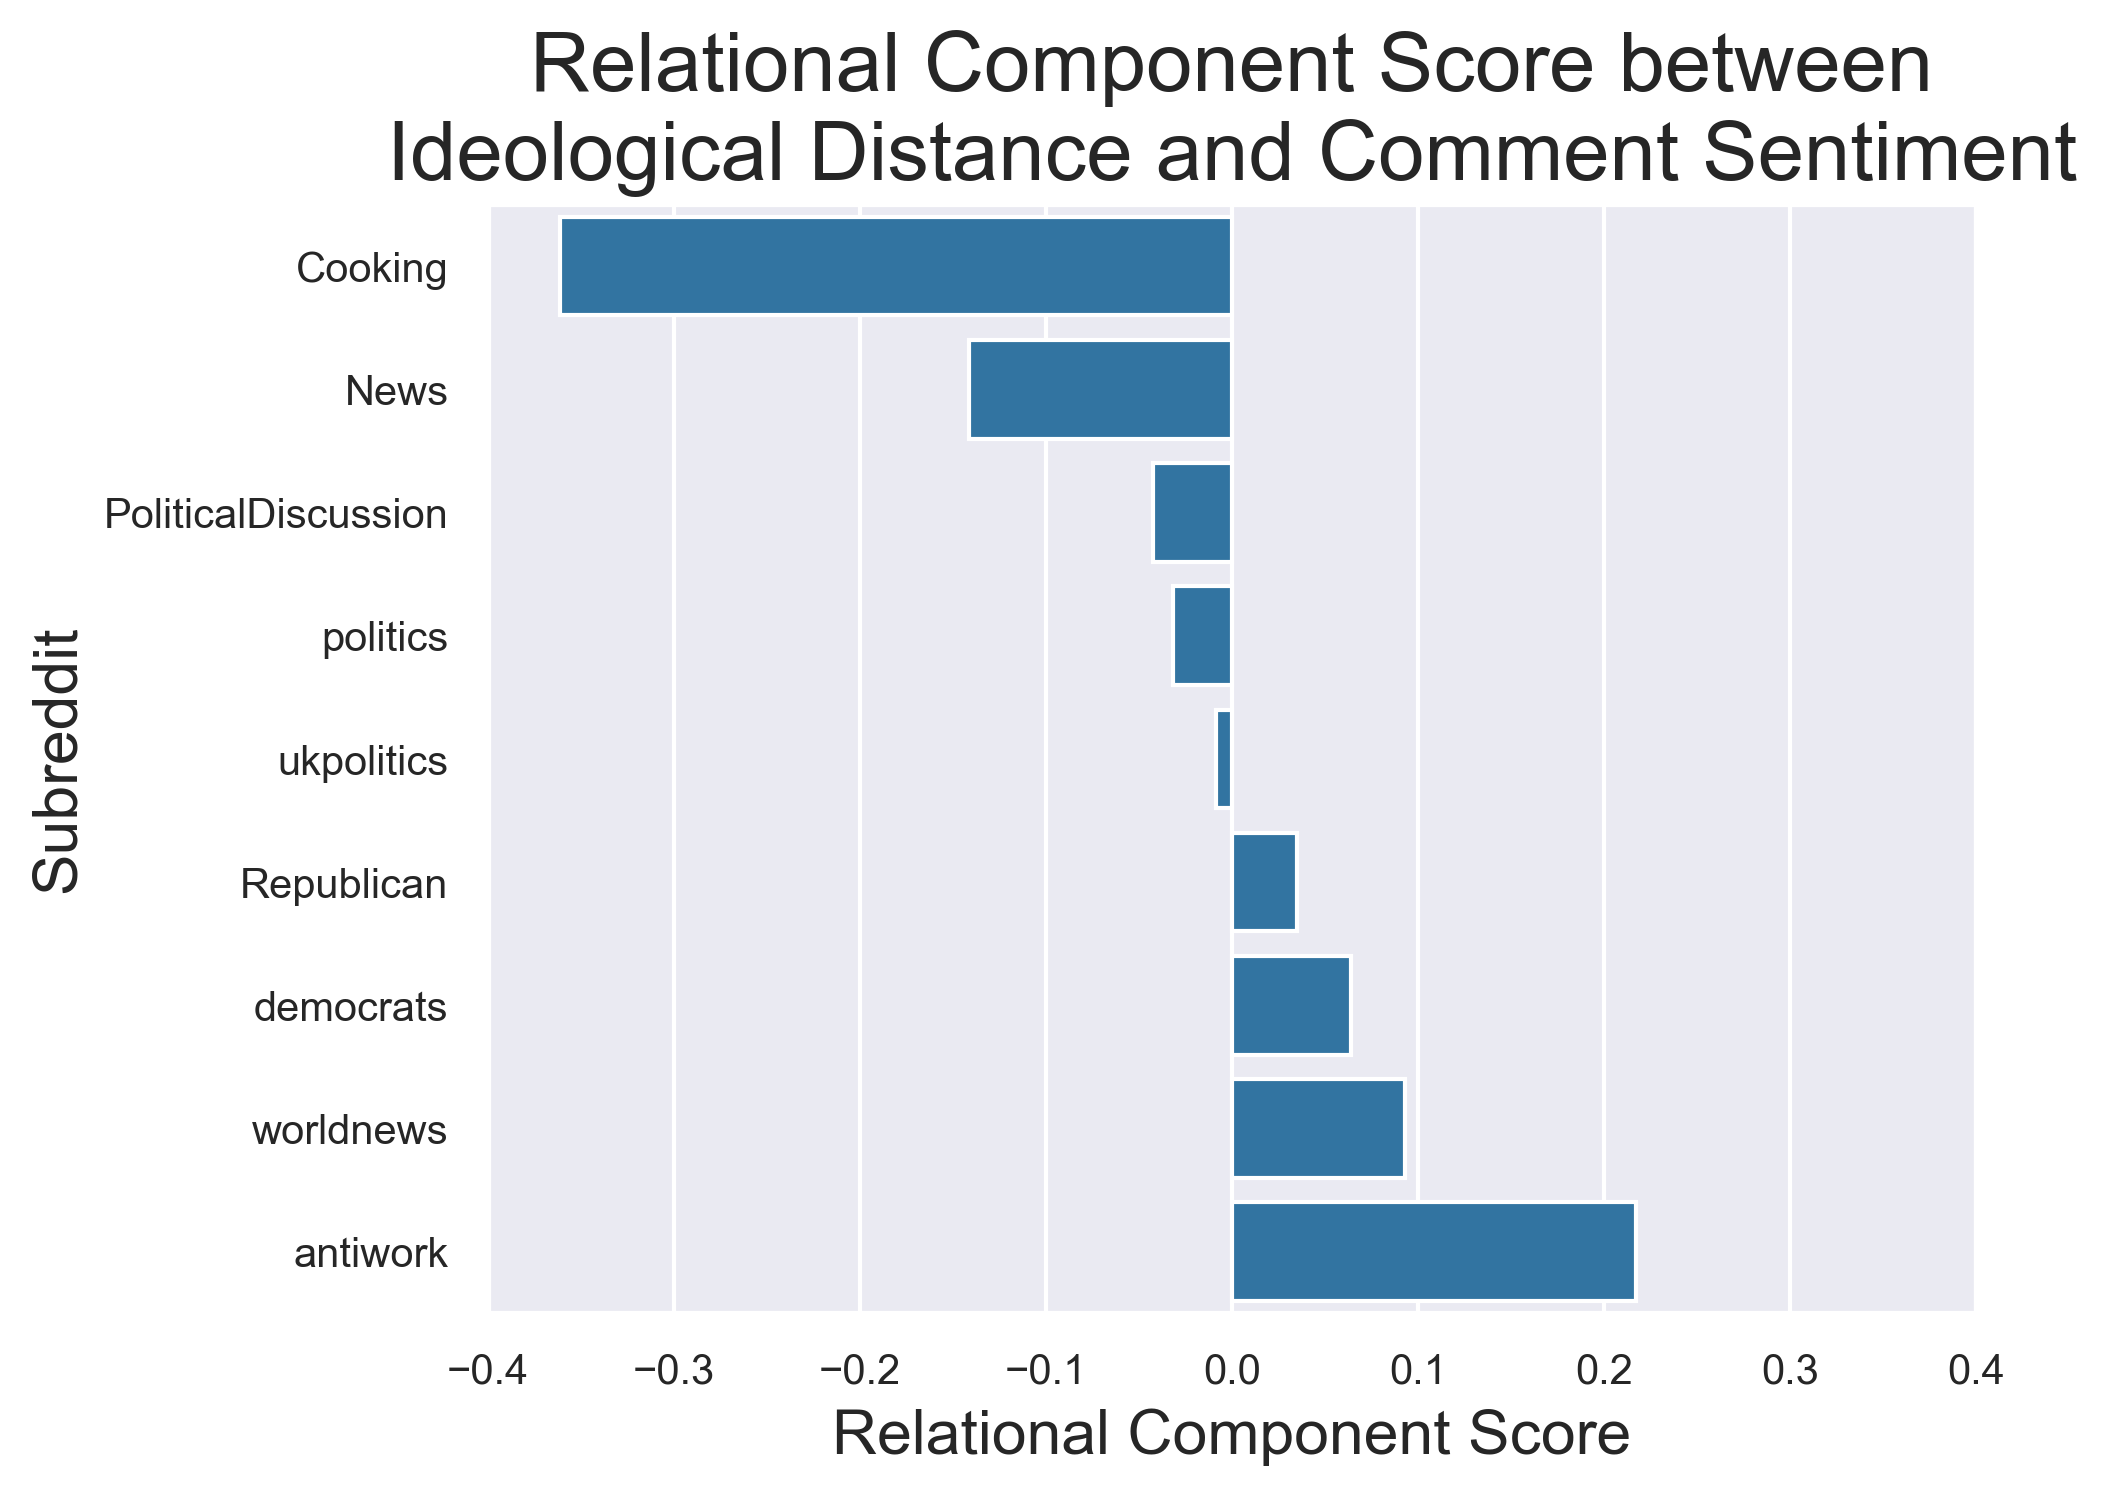 Relational Component Score between
Ideological Distance and Comment Sentiment
Subreddit
Cooking
News
PoliticalDiscussion
politics
ukpolitics
Republican
democrats
worldnews
antiwork
−0.4 −0.3 −0.2 −0.1 0.0 0.1 0.2 0.3 0.4
Relational Component Score